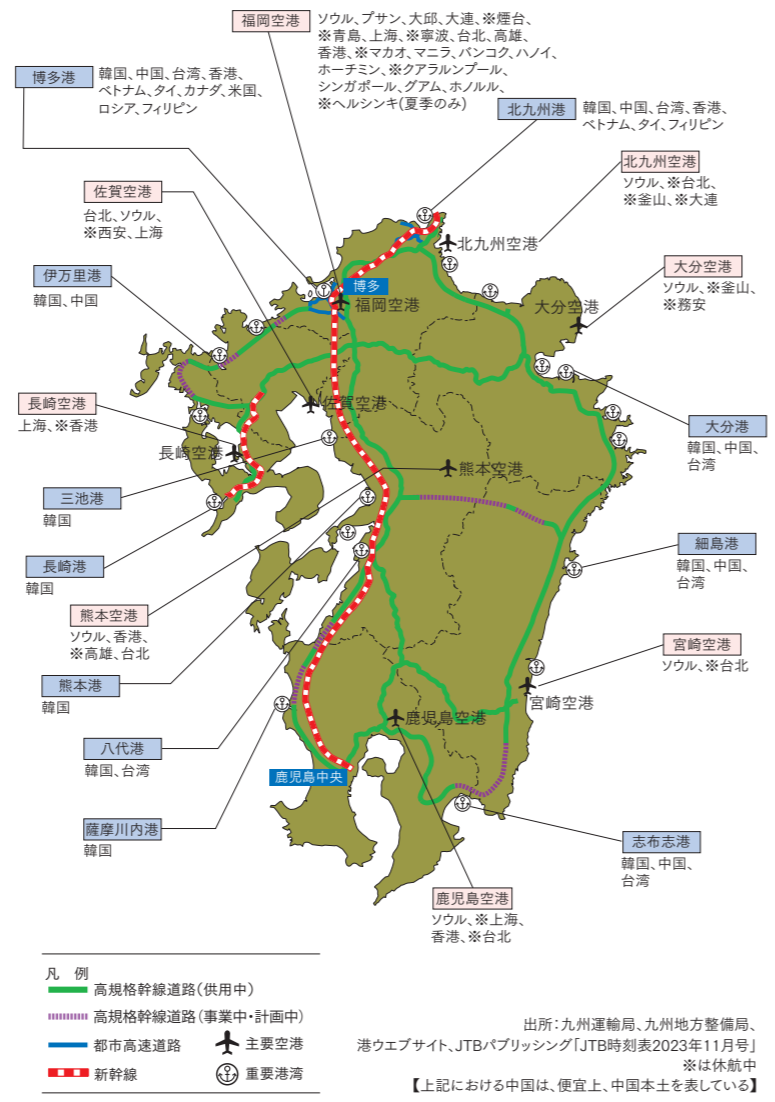 福岡空港
ソウル、プサン、大邱、大連、※煙台、
※青島、上海、※寧波、台北、高雄、
香港、※マカオ、マニラ、バンコク、ハノイ、
ホーチミン、※クアラルンプール、
シンガポール、グアム、ホノルル、
※ヘルシンキ(夏季のみ)
博多港
韓国、中国、台湾、香港、
ベトナム、タイ、カナダ、米国、
ロシア、フィリピン
北九州港
韓国、中国、台湾、香港、
ベトナム、タイ、フィリピン
北九州空港
ソウル、※台北、
※釜山、※大連
佐賀空港
台北、ソウル、
※西安、上海
北九州空港
伊万里港
韓国、中国
大分空港
ソウル、※釜山、
※務安
博多
福岡空港
大分空港
長崎空港
上海、※香港
佐賀空港
大分港
韓国、中国、
台湾
長崎空港
熊本空港
三池港
韓国
長崎港
韓国
細島港
韓国、中国、
台湾
熊本空港
ソウル、香港、
※高雄、台北
宮崎空港
ソウル、※台北
熊本港
韓国
宮崎空港
鹿児島空港
八代港
韓国、台湾
鹿児島中央
薩摩川内港
韓国
志布志港
韓国、中国、
台湾
鹿児島空港
ソウル、※上海、
香港、※台北
凡 例
高規格幹線道路(供用中)
高規格幹線道路(事業中・計画中)
都市高速道路
主要空港
新幹線
重要港湾
出所:九州運輸局、九州地方整備局、
港ウエブサイト、JTBパブリッシング「JTB時刻表2023年11月号」
※は休航中
【上記における中国は、便宜上、中国本土を表している】